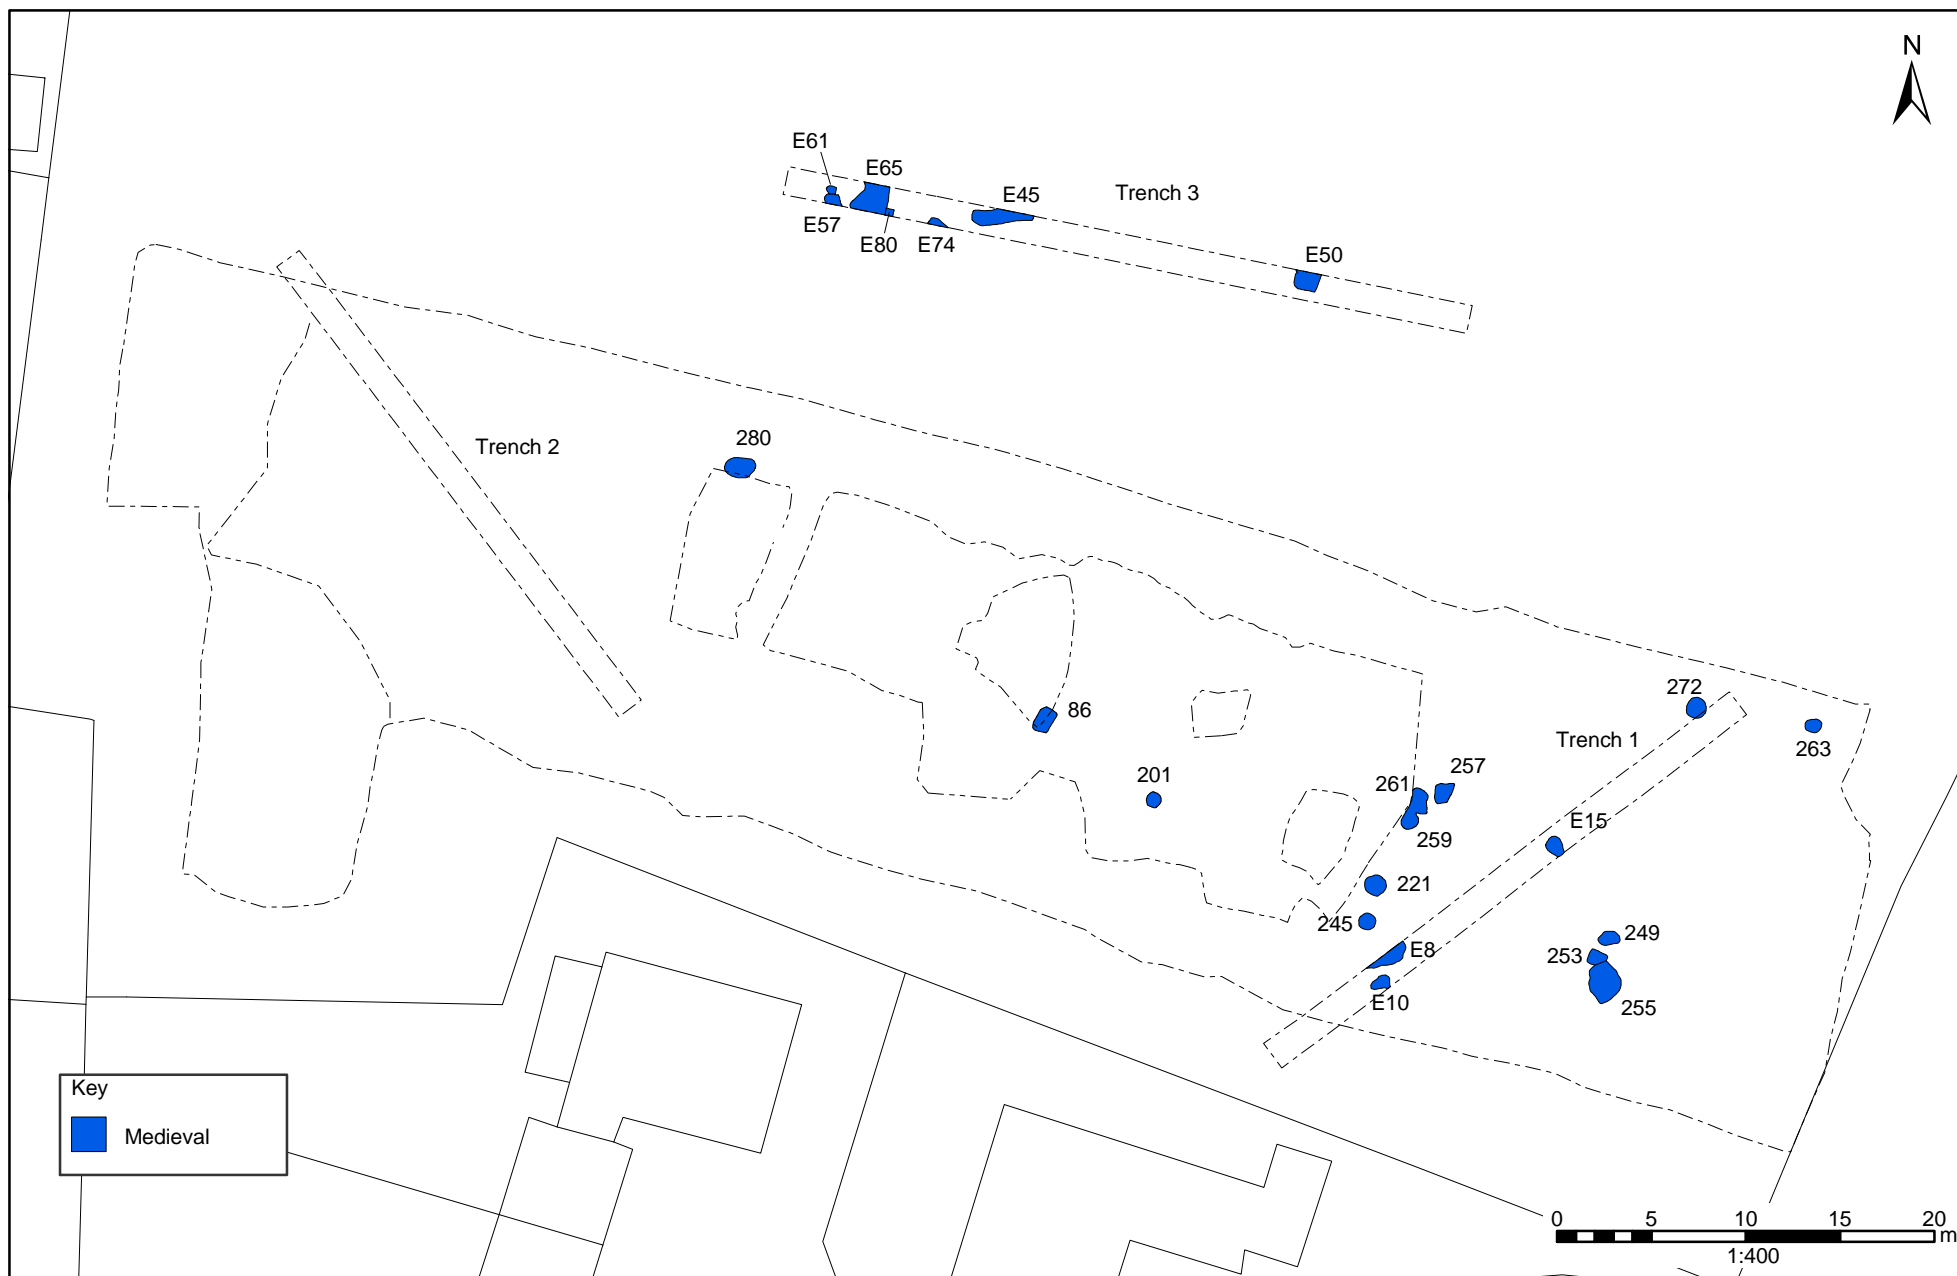 N
E61
E65
E45
Trench 3
E57
E80
E74
E50
Trench 2
280
272
86
Trench 1
263
201
261
257
E15
259
221
245
249
E8
253
E10
255
Key
Medieval
0 5 10 15 20
m
1:400